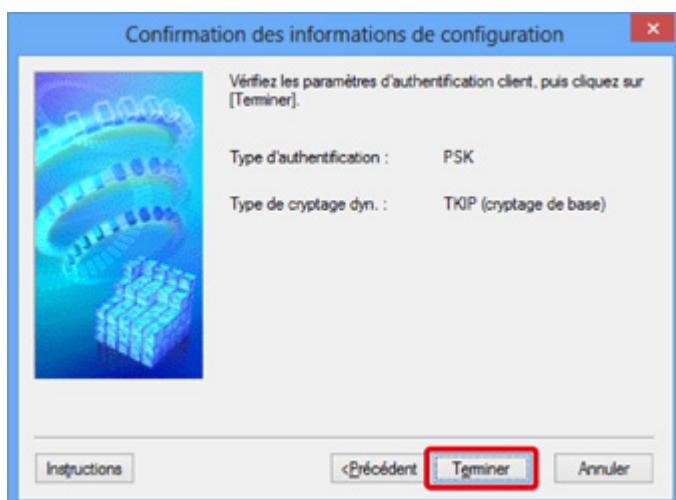 Confirmation des informations de configuration
Vérifiez les paramètres d'authentification client, puis cliquez sur
[Terminer].
Type d'authentification : PSK
Type de cryptage dyn. : TKIP (cryptage de base)
Instructions <Précédent Terminer Annuler